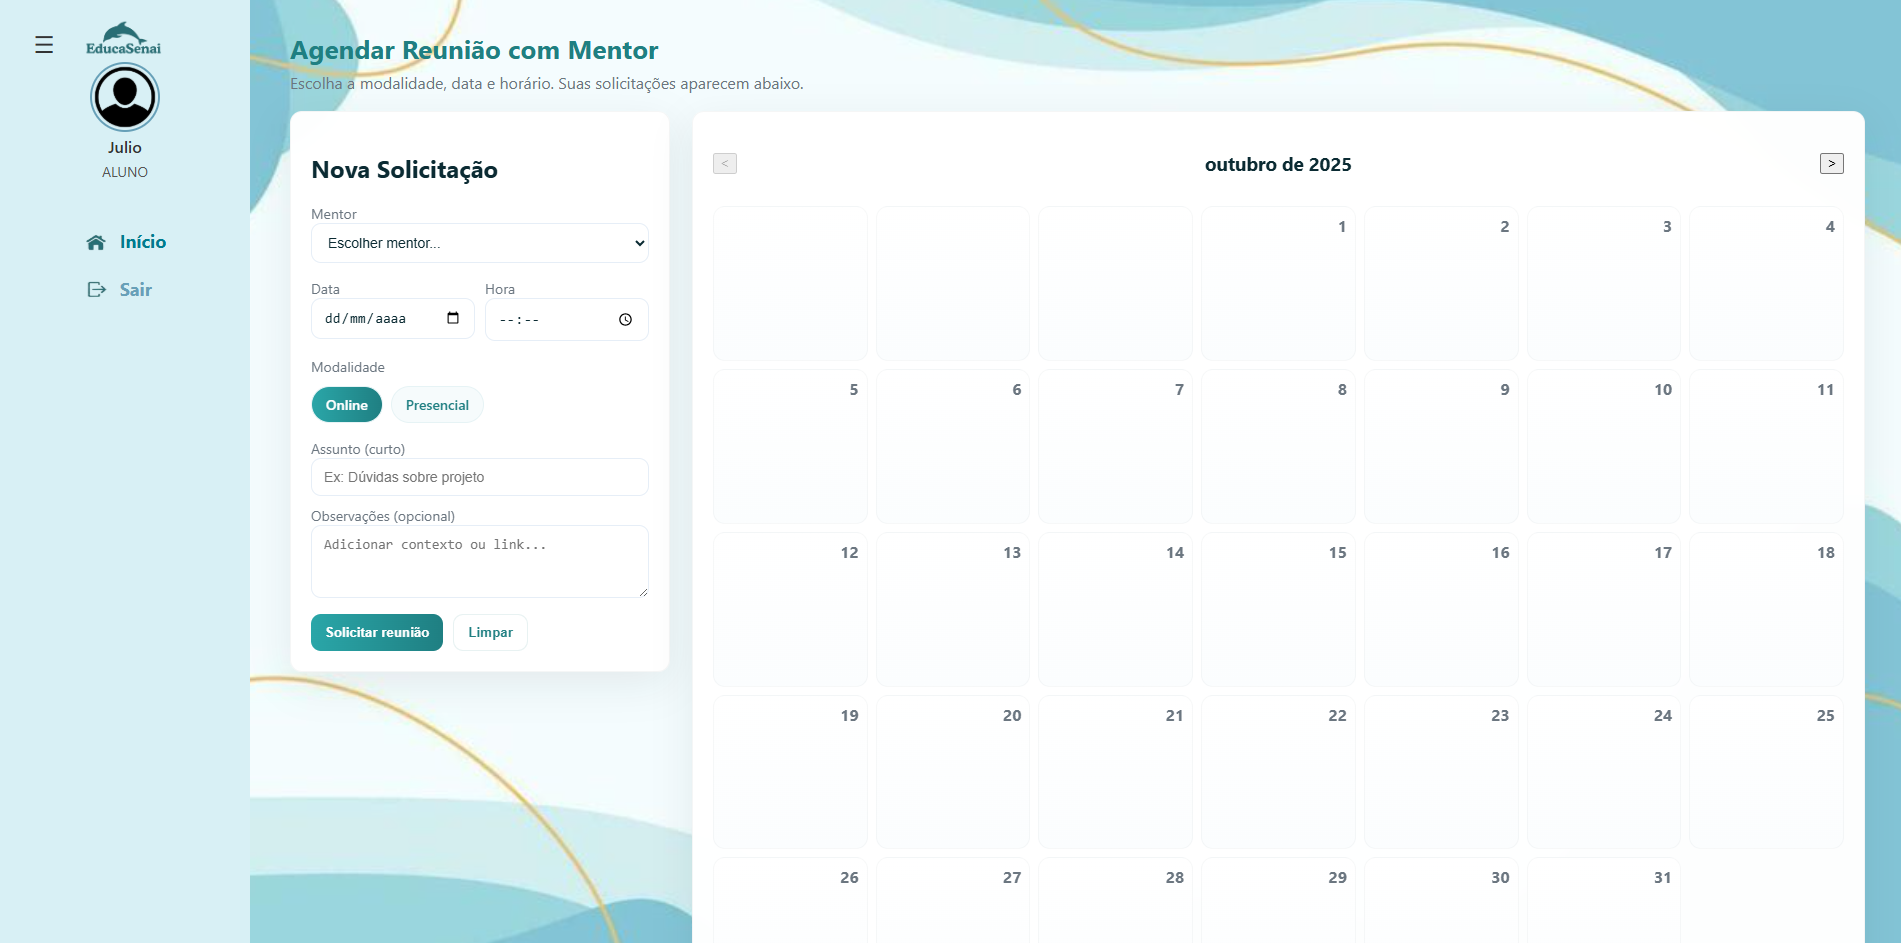 EducaSenai
Julio
ALUNO
Início
Sair
Agendar Reunião com Mentor
Escolha a modalidade, data e horário. Suas solicitações aparecem abaixo.
Nova Solicitação
Mentor
Escolher mentor...
Data
Hora
dd/mm/aaaa
--:--
Modalidade
Online
Presencial
Assunto (curto)
Ex: Dúvidas sobre projeto
Observações (opcional)
Adicionar contexto ou link...
Solicitar reunião
Limpar
<
outubro de 2025
>
1 2 3 4
5 6 7 8 9 10 11
12 13 14 15 16 17 18
19 20 21 22 23 24 25
26 27 28 29 30 31